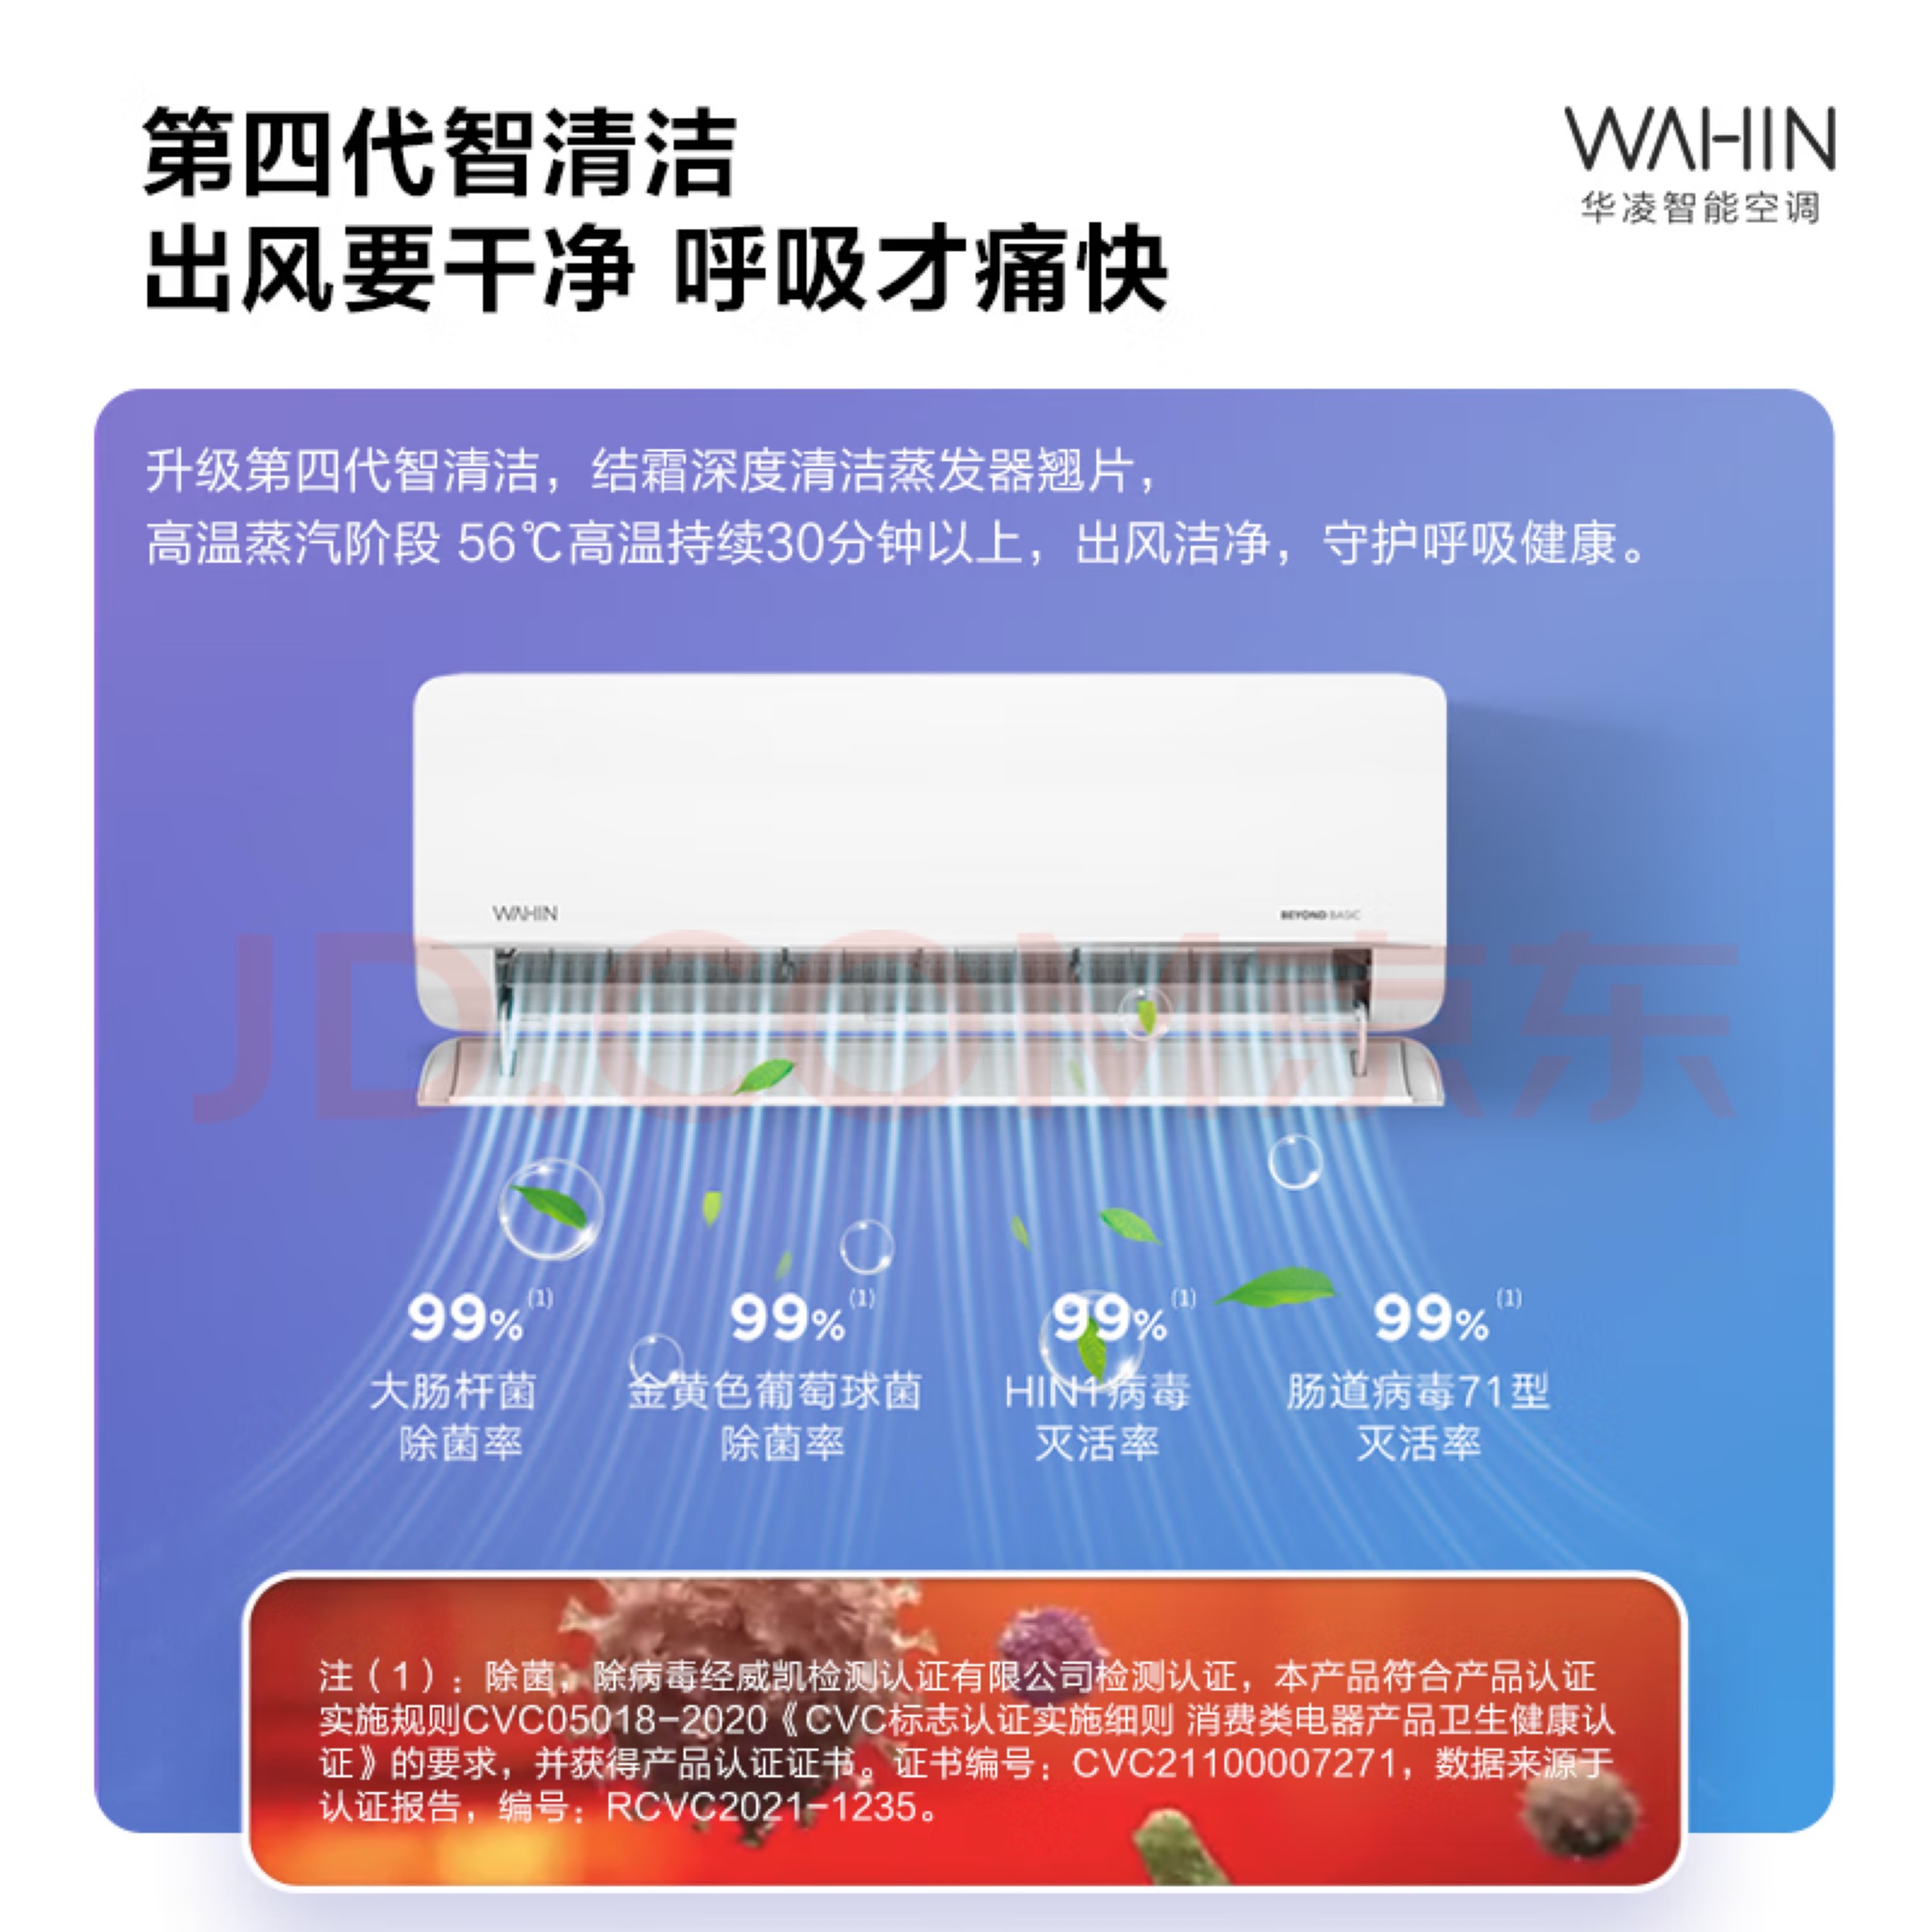 第四代智清洁
出风要干净 呼吸才痛快
WAHIN
华凌智能空调
升级第四代智清洁，结霜深度清洁蒸发器翘片，
高温蒸汽阶段 56℃高温持续30分钟以上，出风洁净，守护呼吸健康。
WAHIN
BEYOND BASIC
JD.COM京东
99%(1)
大肠杆菌
除菌率
99%(1)
金黄色葡萄球菌
除菌率
99%(1)
HIN1病毒
灭活率
99%(1)
肠道病毒71型
灭活率
注（1）：除菌，除病毒经威凯检测认证有限公司检测认证，本产品符合产品认证
实施规则CVC05018-2020《CVC标志认证实施细则 消费类电器产品卫生健康认
证》的要求，并获得产品认证证书。证书编号：CVC21100007271，数据来源于
认证报告，编号：RCVC2021-1235。